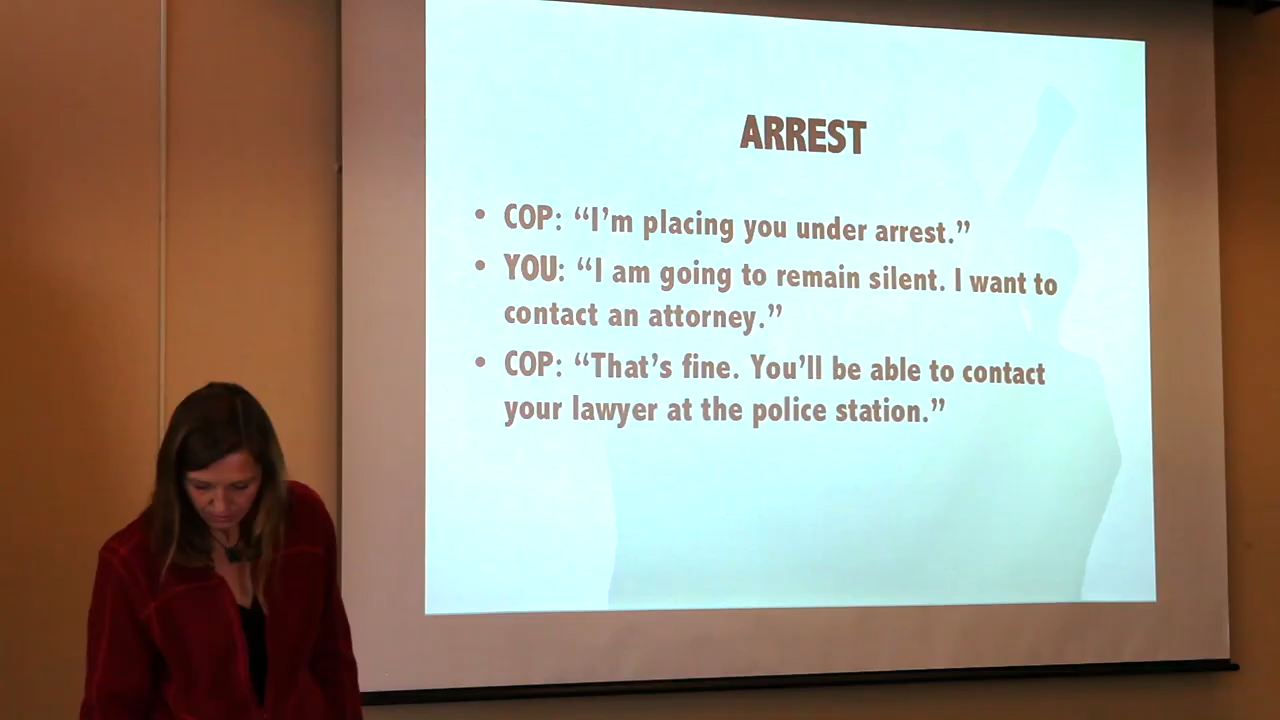 ARREST
• COP: “I’m placing you under arrest.”
• YOU: “I am going to remain silent. I want to
contact an attorney.”
• COP: “That’s fine. You’ll be able to contact
your lawyer at the police station.”